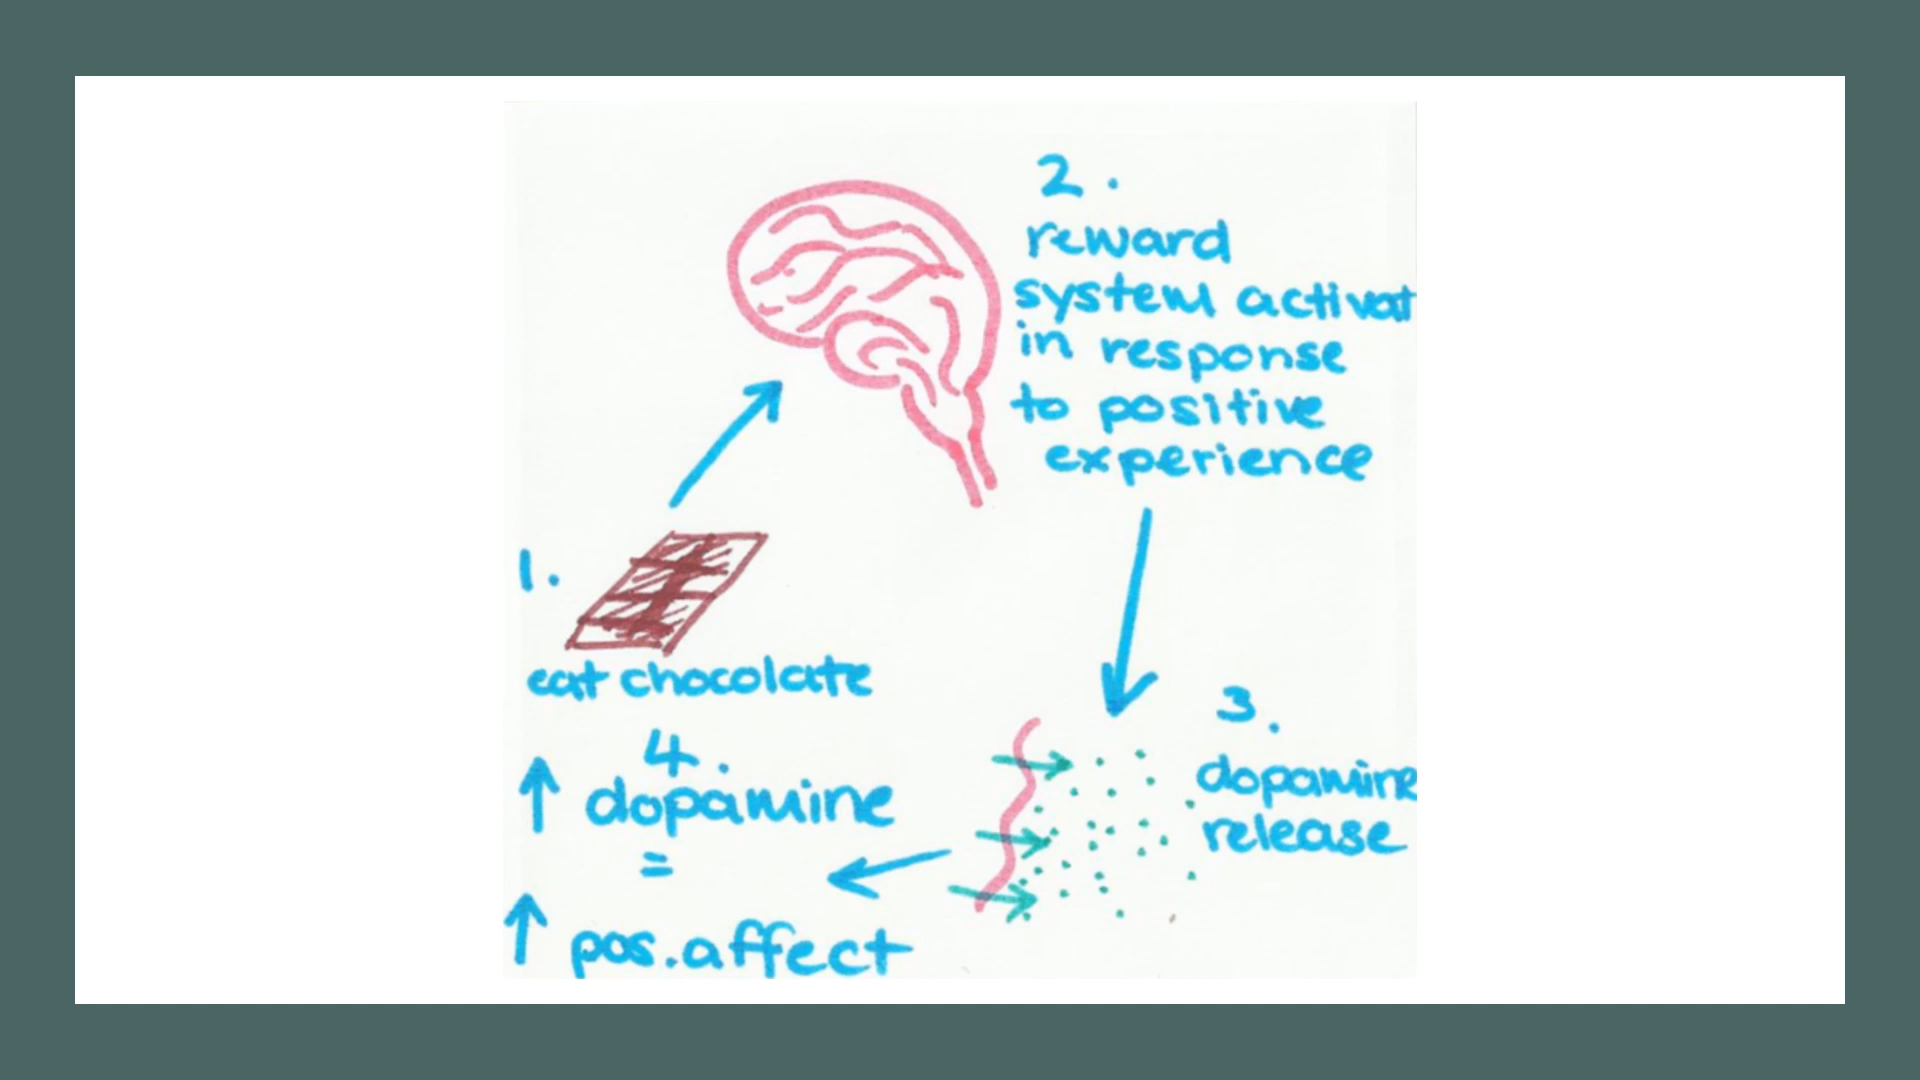 1.
eat chocolate
2.
reward
system activat
in response
to positive
experience
3.
dopamine
release
4.
↑ dopamine
=
↑ pos. affect